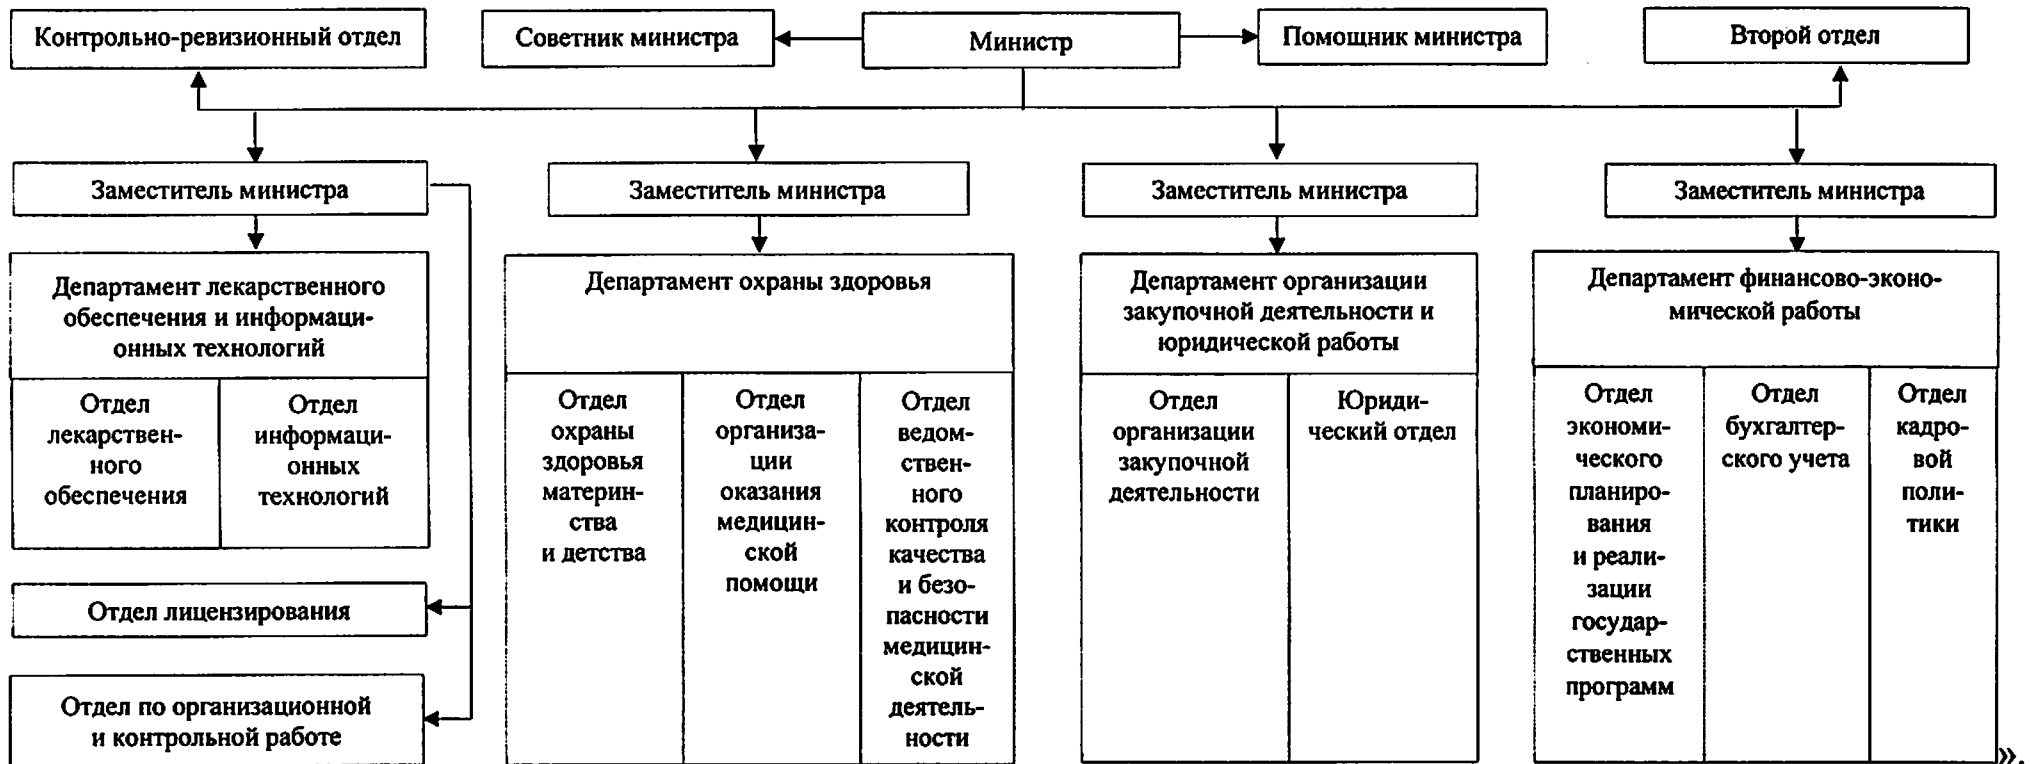 Контрольно-ревизионный отдел
Советник министра
Министр
Помощник министра
Второй отдел
Заместитель министра
Заместитель министра
Заместитель министра
Заместитель министра
Департамент лекарственного
обеспечения и информаци-
онных технологий
Отдел
лекарствен-
ного
обеспечения
Отдел
информаци-
онных
технологий
Отдел лицензирования
Отдел по организационной
и контрольной работе
Департамент охраны здоровья
Отдел
охраны
здоровья
материн-
ства
и детства
Отдел
организа-
ции
оказания
медицин-
ской
помощи
Отдел
ведом-
ствен-
ного
контроля
качества
и безо-
пасности
медицин-
ской
деятель-
ности
Департамент организации
закупочной деятельности и
юридической работы
Отдел
организации
закупочной
деятельности
Юриди-
ческий отдел
Департамент финансово-эконо-
мической работы
Отдел
экономи-
ческого
планиро-
вания
и реали-
зации
государ-
ственных
программ
Отдел
бухгалтер-
ского учета
Отдел
кадро-
вой
поли-
тики
».